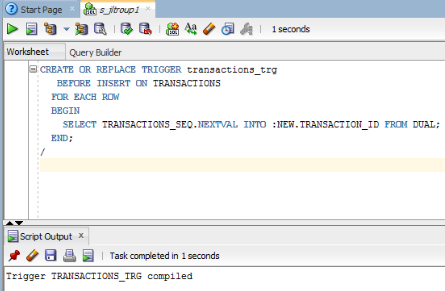 Start Page
s_jltroup1
1 seconds
Worksheet
Query Builder
CREATE OR REPLACE TRIGGER transactions_trg
BEFORE INSERT ON TRANSACTIONS
FOR EACH ROW
BEGIN
SELECT TRANSACTIONS_SEQ.NEXTVAL INTO :NEW.TRANSACTION_ID FROM DUAL;
END;
/
Script Output
Task completed in 1 seconds
Trigger TRANSACTIONS_TRG compiled